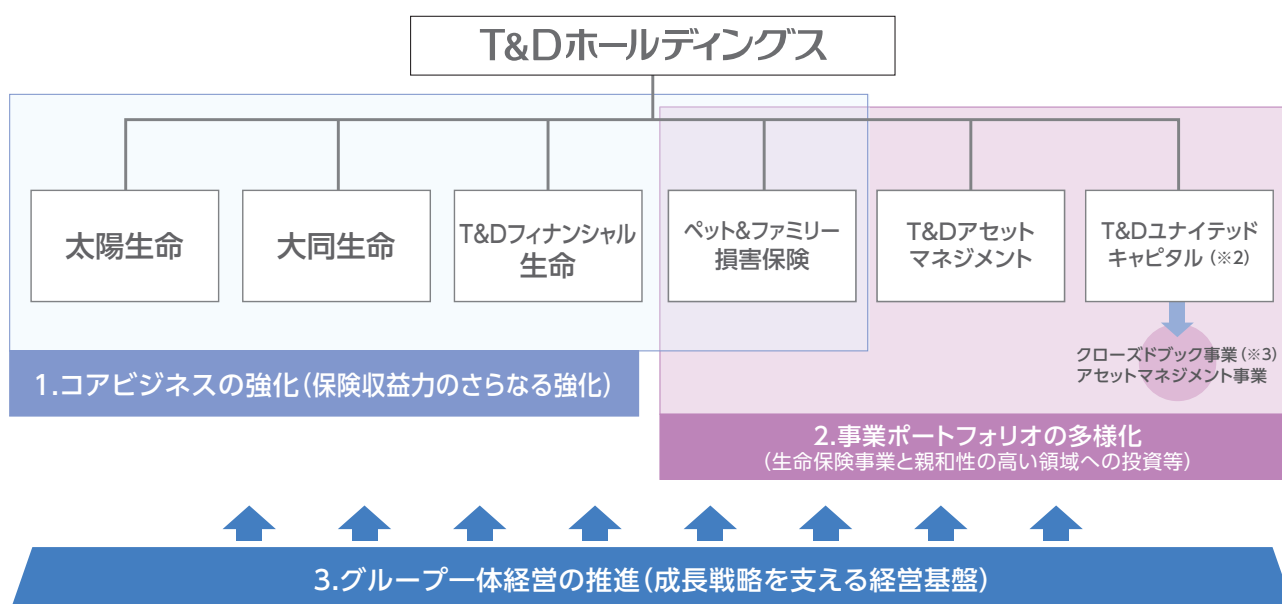 T&Dホールディングス
太陽生命
大同生命
T&Dフィナンシャル
生命
ペット&ファミリー
損害保険
T&Dアセット
マネジメント
T&Dユナイテッド
キャピタル(※2)
クローズドブック事業(※3)
アセットマネジメント事業
1.コアビジネスの強化(保険収益力のさらなる強化)
2.事業ポートフォリオの多様化
(生命保険事業と親和性の高い領域への投資等)
3.グループ一体経営の推進(成長戦略を支える経営基盤)